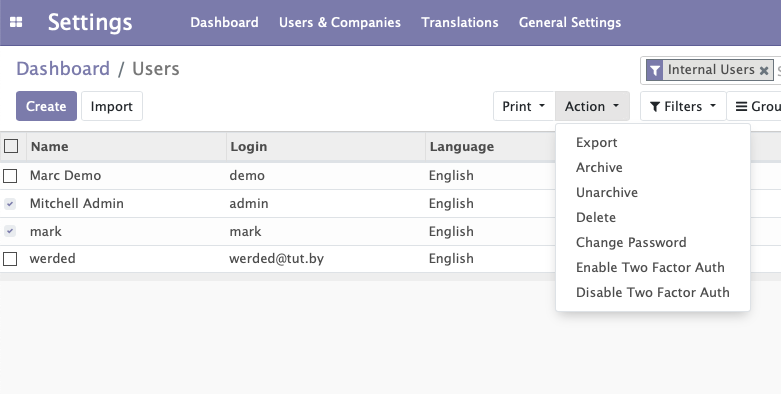 Settings Dashboard Users & Companies Translations General Settings
Dashboard / Users
Internal Users ×
Create Import Print Action Filters
Name Login Language
Marc Demo demo English
Mitchell Admin admin English
mark mark English
werded werded@tut.by English
Export
Archive
Unarchive
Delete
Change Password
Enable Two Factor Auth
Disable Two Factor Auth